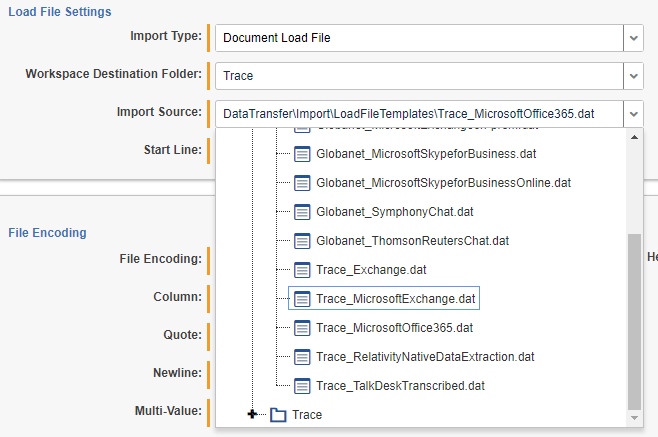 Load File Settings
Import Type: Document Load File
Workspace Destination Folder: Trace
Import Source: DataTransfer\Import\LoadFileTemplates\Trace_MicrosoftOffice365.dat
Start Line:
Globanet_MicrosoftSkypeforBusiness.dat
Globanet_MicrosoftSkypeforBusinessOnline.dat
Globanet_SymphonyChat.dat
File Encoding
Globanet_ThomsonReutersChat.dat
File Encoding:
He
Trace_Exchange.dat
Column:
Trace_MicrosoftExchange.dat
Quote:
Trace_MicrosoftOffice365.dat
Trace_RelativityNativeDataExtraction.dat
Newline:
Trace_TalkDeskTranscribed.dat
Multi-Value:
Trace